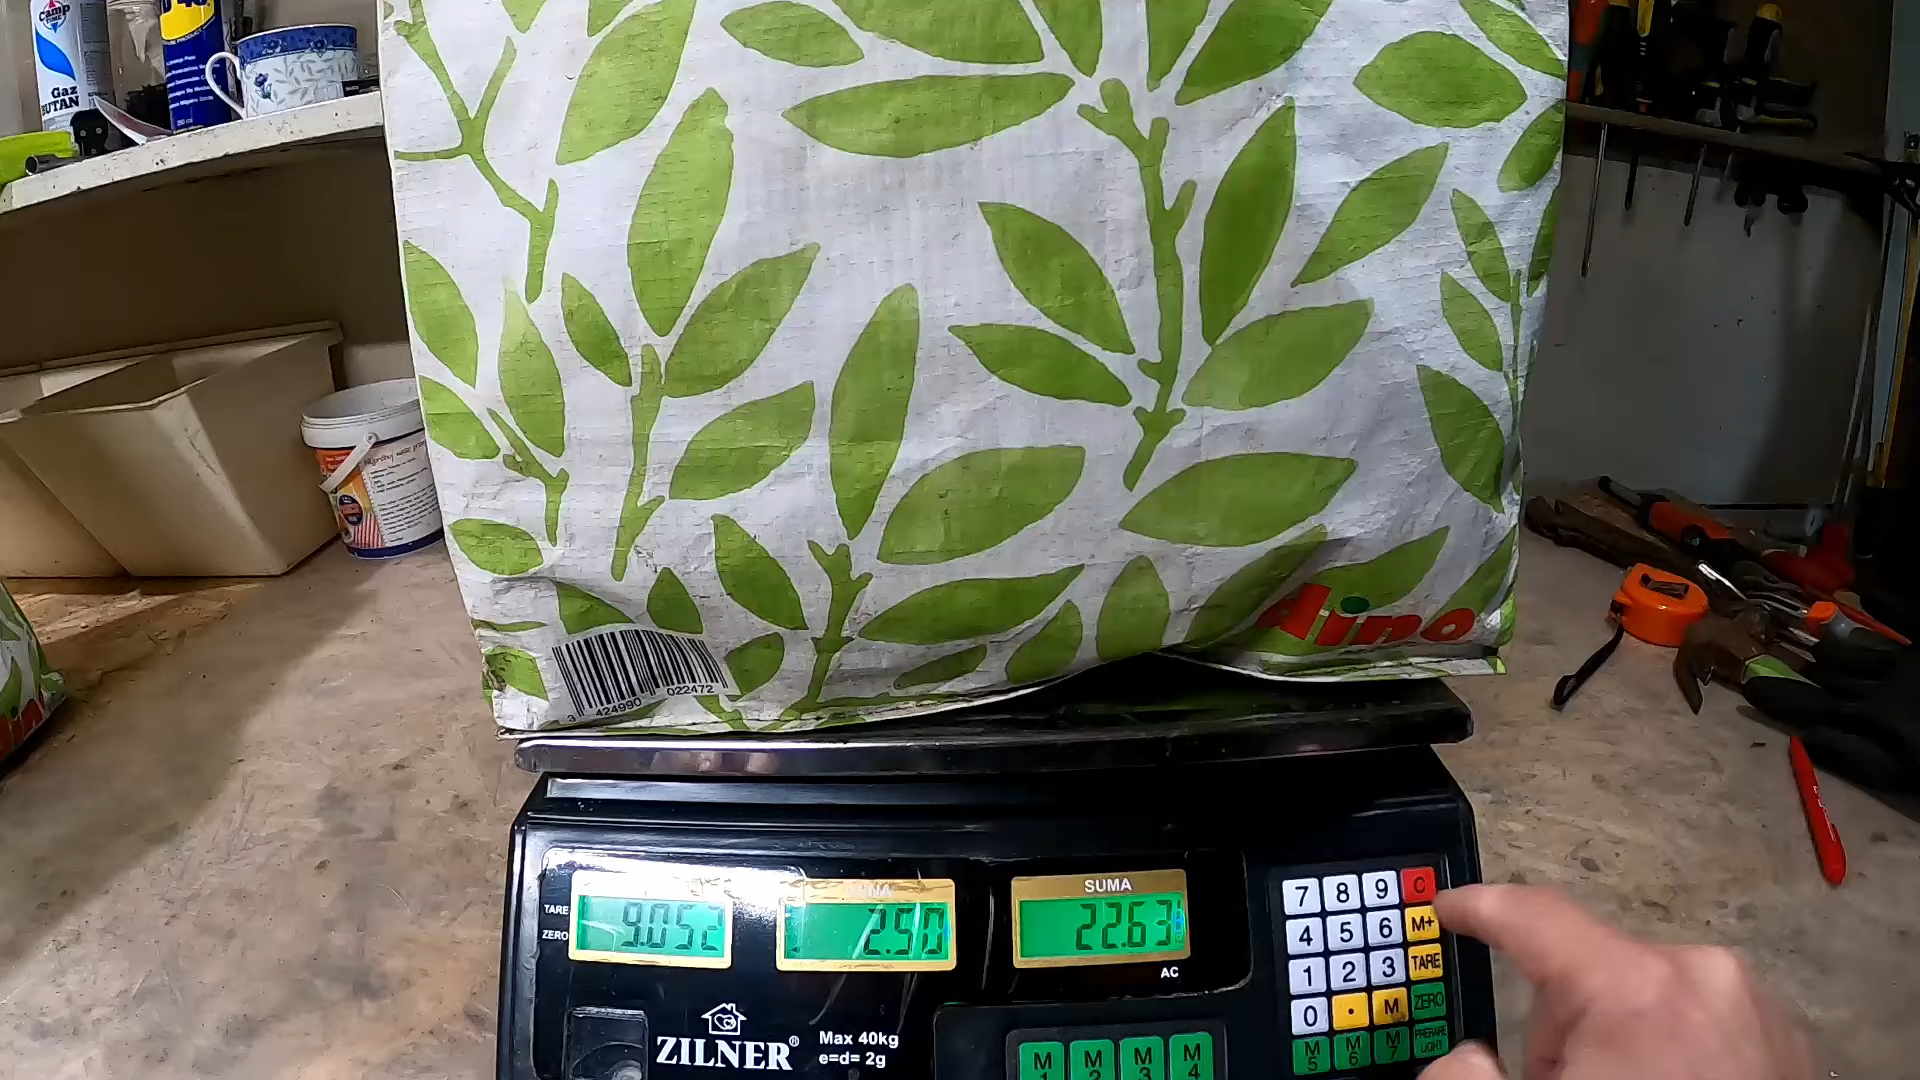 CAMP
Gaz
BUTAN
dino
3 424990 022472
SUMA
TARE
ZERO
9.052
2.50
22.63
AC
7 8 9 C
4 5 6 M+
1 2 3 TARE
0 . M ZERO
M5 M6 M7
LIGHT
ZILNER®
Max 40kg
e=d= 2g
M1 M2 M3 M4